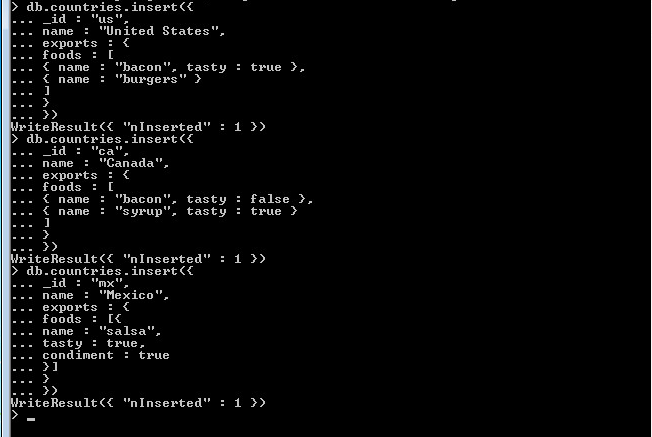 > db.countries.insert({
... _id : "us",
... name : "United States",
... exports : {
... foods : [
... { name : "bacon", tasty : true },
... { name : "burgers" }
... ]
... }
... })
WriteResult({ "nInserted" : 1 })
> db.countries.insert({
... _id : "ca",
... name : "Canada",
... exports : {
... foods : [
... { name : "bacon", tasty : false },
... { name : "syrup", tasty : true }
... ]
... }
... })
WriteResult({ "nInserted" : 1 })
> db.countries.insert({
... _id : "mx",
... name : "Mexico",
... exports : {
... foods : [{
... name : "salsa",
... tasty : true,
... condiment : true
... }]
... }
... })
WriteResult({ "nInserted" : 1 })
> _